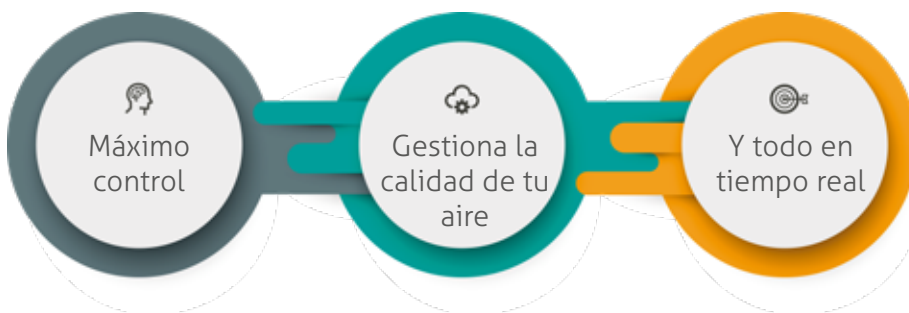 Máximo
control
Gestiona la
calidad de tu
aire
Y todo en
tiempo real